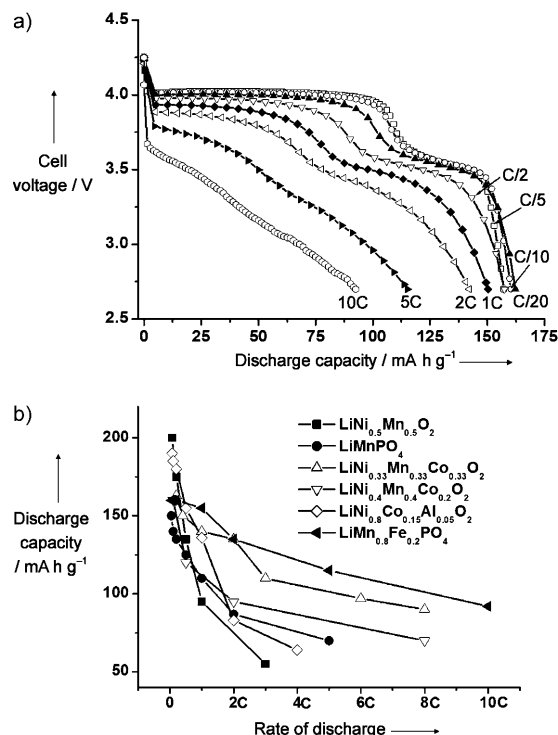 a)
4.5
4.0
3.5
3.0
2.5
Cell
voltage / V
C/2
C/5
C/10
C/20
10C
5C
2C
1C
0
25
50
75
100
125
150
175
Discharge capacity / mA h g⁻¹
b)
200
150
100
50
Discharge
capacity /
mA h g⁻¹
LiNi₀.₅Mn₀.₅O₂
LiMnPO₄
LiNi₀.₃₃Mn₀.₃₃Co₀.₃₃O₂
LiNi₀.₄Mn₀.₄Co₀.₂O₂
LiNi₀.₈Co₀.₁₅Al₀.₀₅O₂
LiMn₀.₈Fe₀.₂PO₄
0
2C
4C
6C
8C
10C
Rate of discharge